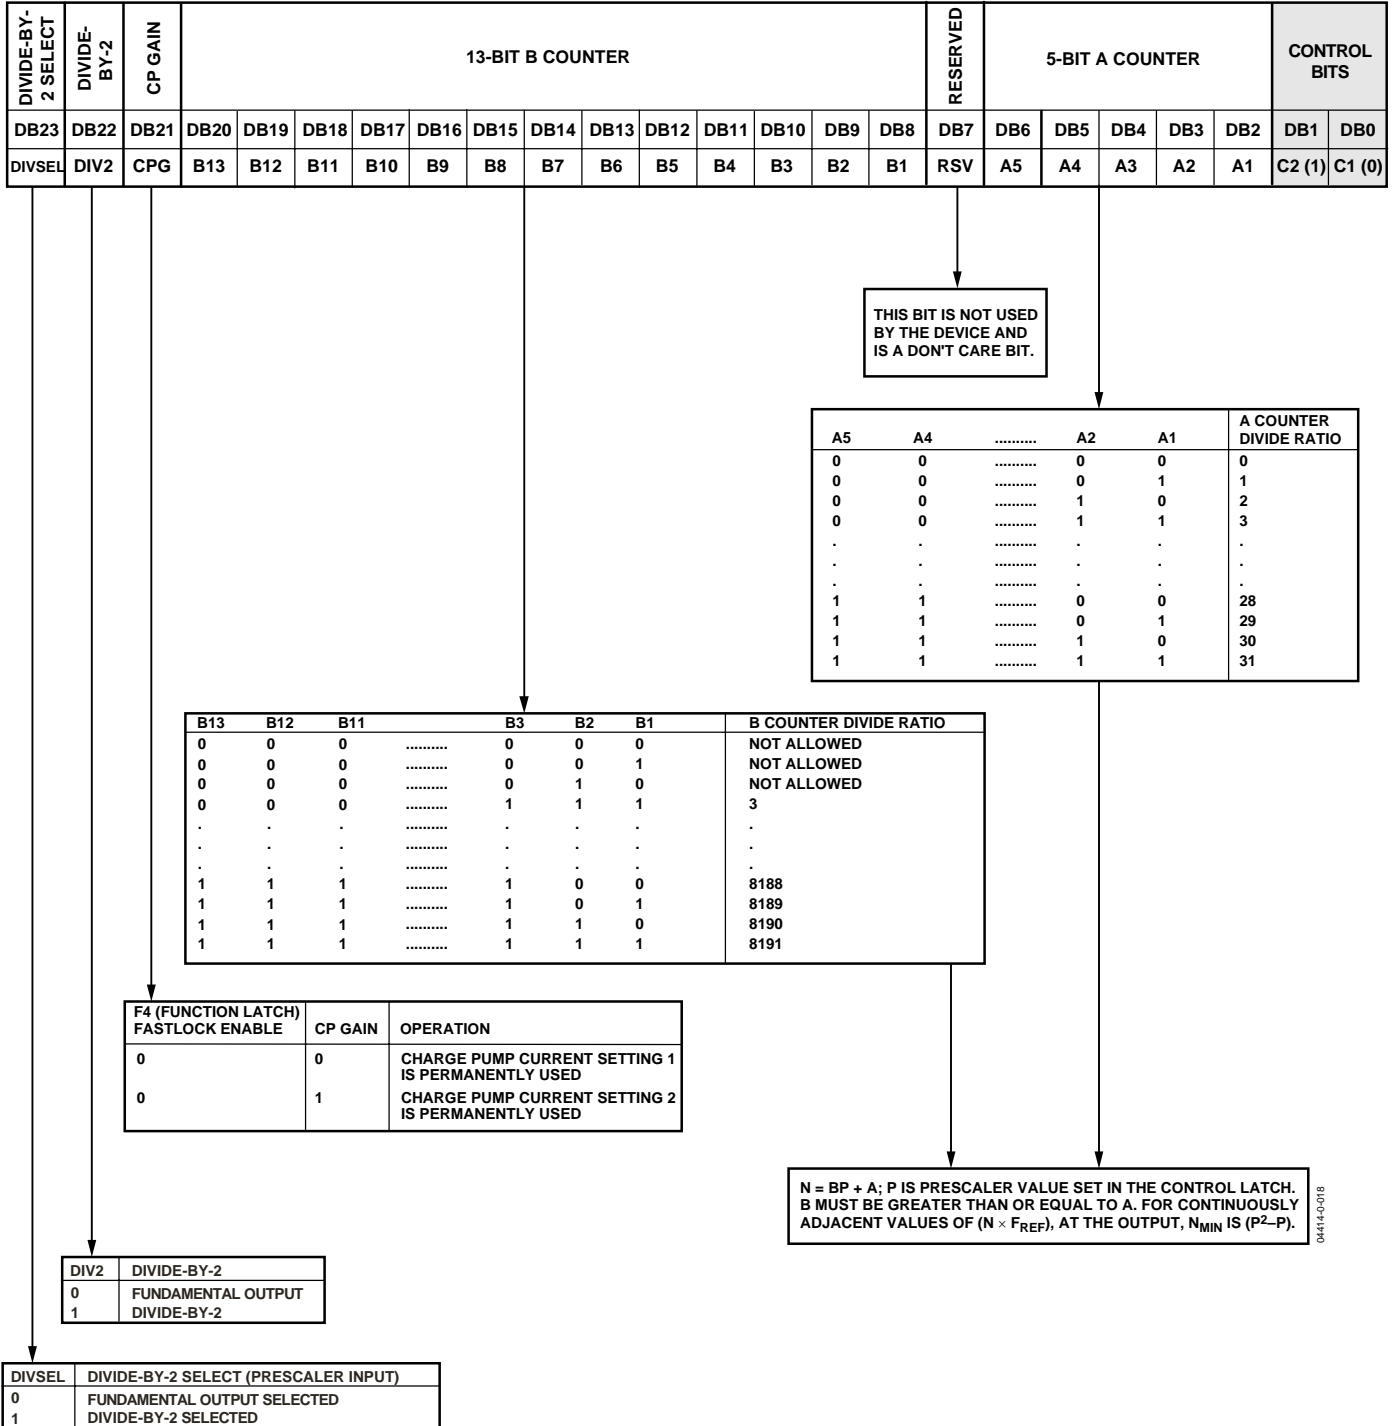 DIVIDE-BY-
2 SELECT
DIVIDE-
BY-2
CP GAIN
13-BIT B COUNTER
RESERVED
5-BIT A COUNTER
CONTROL
BITS
DB23 DB22 DB21 DB20 DB19 DB18 DB17 DB16 DB15 DB14 DB13 DB12 DB11 DB10 DB9 DB8 DB7 DB6 DB5 DB4 DB3 DB2 DB1 DB0
DIVSEL DIV2 CPG B13 B12 B11 B10 B9 B8 B7 B6 B5 B4 B3 B2 B1 RSV A5 A4 A3 A2 A1 C2 (1) C1 (0)
THIS BIT IS NOT USED
BY THE DEVICE AND
IS A DON'T CARE BIT.
A COUNTER
A5 A4 .......... A2 A1 DIVIDE RATIO
0 0 .......... 0 0 0
0 0 .......... 0 1 1
0 0 .......... 1 0 2
0 0 .......... 1 1 3
. . .......... . . .
. . .......... . . .
. . .......... . . .
1 1 .......... 0 0 28
1 1 .......... 0 1 29
1 1 .......... 1 0 30
1 1 .......... 1 1 31
B13 B12 B11 B3 B2 B1 B COUNTER DIVIDE RATIO
0 0 0 .......... 0 0 0 NOT ALLOWED
0 0 0 .......... 0 0 1 NOT ALLOWED
0 0 0 .......... 0 1 0 NOT ALLOWED
0 0 0 .......... 1 1 1 3
. . . .......... . . . .
. . . .......... . . . .
. . . .......... . . . .
1 1 1 .......... 1 0 0 8188
1 1 1 .......... 1 0 1 8189
1 1 1 .......... 1 1 0 8190
1 1 1 .......... 1 1 1 8191
F4 (FUNCTION LATCH)
FASTLOCK ENABLE CP GAIN OPERATION
0 0 CHARGE PUMP CURRENT SETTING 1
IS PERMANENTLY USED
0 1 CHARGE PUMP CURRENT SETTING 2
IS PERMANENTLY USED
N = BP + A; P IS PRESCALER VALUE SET IN THE CONTROL LATCH.
B MUST BE GREATER THAN OR EQUAL TO A. FOR CONTINUOUSLY
ADJACENT VALUES OF (N × FREF), AT THE OUTPUT, NMIN IS (P²–P).
04414-0-018
DIV2 DIVIDE-BY-2
0 FUNDAMENTAL OUTPUT
1 DIVIDE-BY-2
DIVSEL DIVIDE-BY-2 SELECT (PRESCALER INPUT)
0 FUNDAMENTAL OUTPUT SELECTED
1 DIVIDE-BY-2 SELECTED